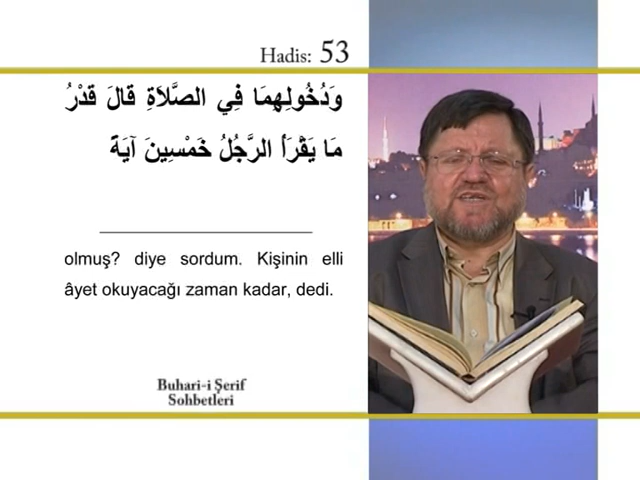 Hadis: 53
وَدُخُولِهِمَا فِي الصَّلَاةِ قَالَ قَدْرُ
مَا يَقْرَأُ الرَّجُلُ خَمْسِينَ آيَةً
olmuş? diye sordum. Kişinin elli
âyet okuyacağı zaman kadar, dedi.
Buhari-i Şerif
Sohbetleri